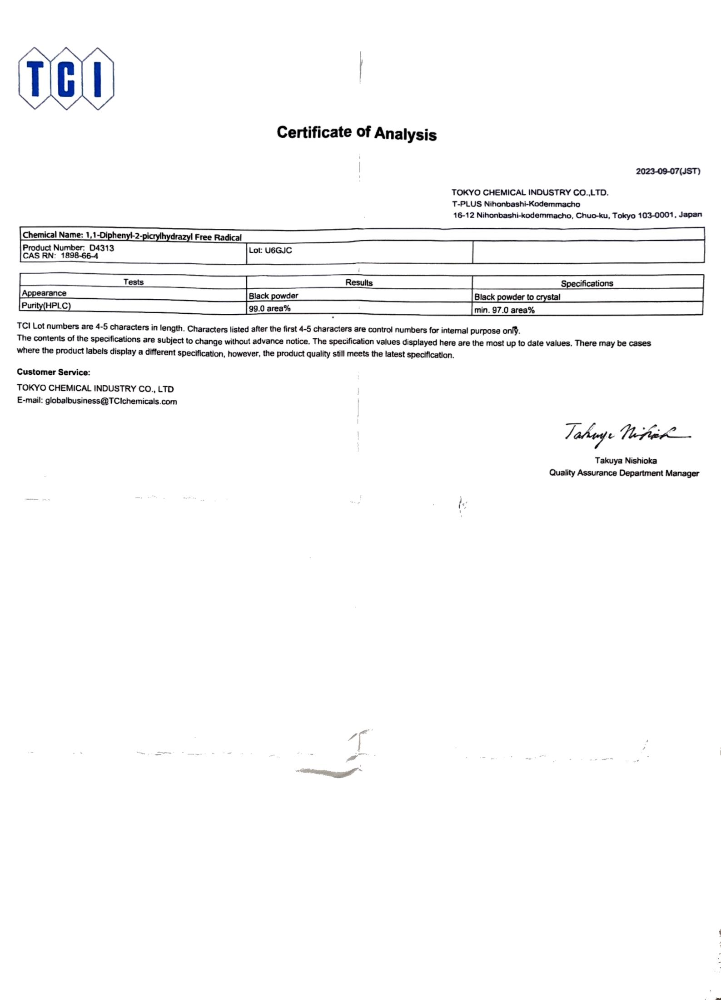 TCI
Certificate of Analysis
2023-09-07(JST)
TOKYO CHEMICAL INDUSTRY CO.,LTD.
T-PLUS Nihonbashi-Kodemmacho
16-12 Nihonbashi-kodemmacho, Chuo-ku, Tokyo 103-0001, Japan
Chemical Name: 1,1-Diphenyl-2-picrylhydrazyl Free Radical
Product Number: D4313
CAS RN: 1898-66-4
Lot: U6GJC
Tests Results Specifications
Appearance Black powder Black powder to crystal
Purity(HPLC) 99.0 area% min. 97.0 area%
TCI Lot numbers are 4-5 characters in length. Characters listed after the first 4-5 characters are control numbers for internal purpose only.
The contents of the specifications are subject to change without advance notice. The specification values displayed here are the most up to date values. There may be cases
where the product labels display a different specification, however, the product quality still meets the latest specification.
Customer Service:
TOKYO CHEMICAL INDUSTRY CO., LTD
E-mail: globalbusiness@TCIchemicals.com
Takuya Nishioka
Quality Assurance Department Manager